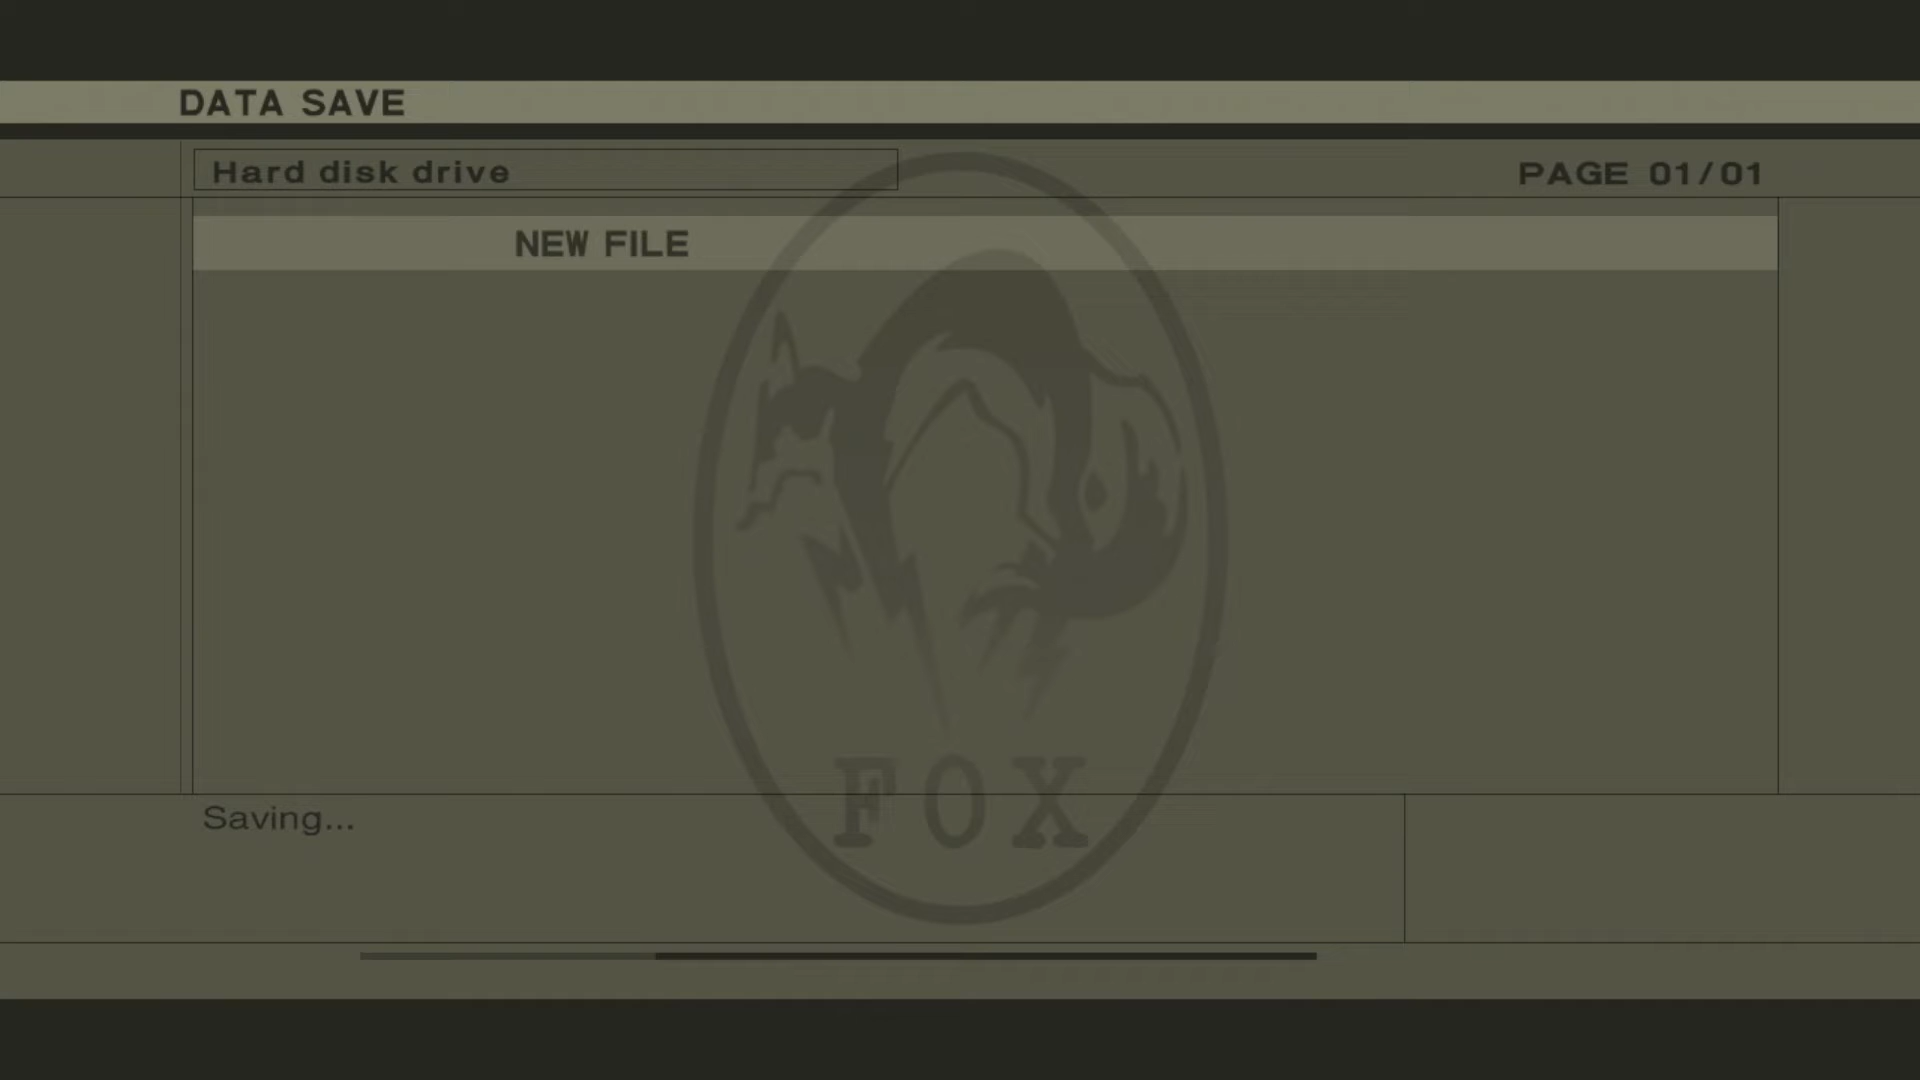 DATA SAVE
Hard disk drive
PAGE 01/01
NEW FILE
FOX
Saving...